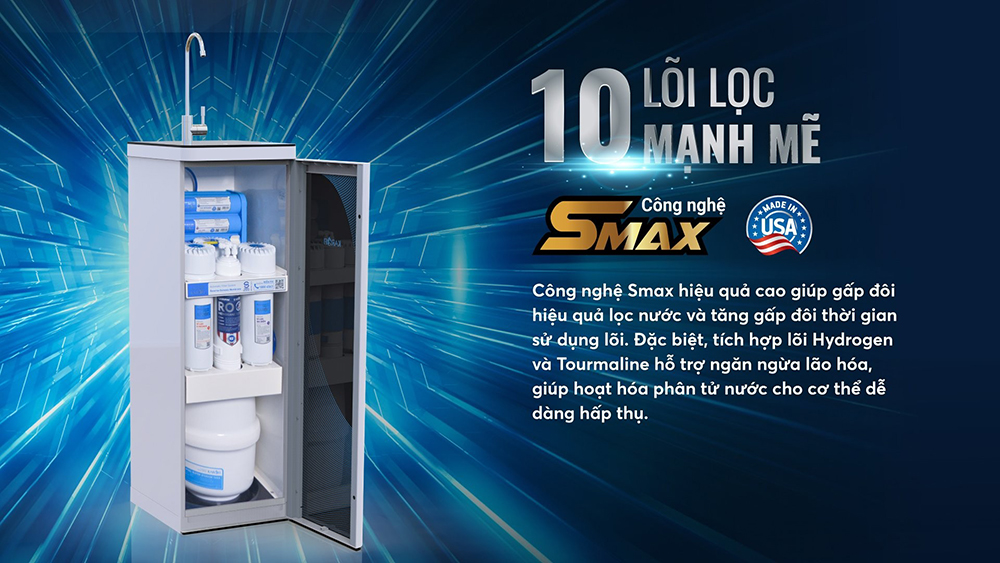 10 LÕI LỌC
MẠNH MẼ
Công nghệ
SMAX
MADE IN
USA
Công nghệ Smax hiệu quả cao giúp gấp đôi
hiệu quả lọc nước và tăng gấp đôi thời gian
sử dụng lõi. Đặc biệt, tích hợp lõi Hydrogen
và Tourmaline hỗ trợ ngăn ngừa lão hóa,
giúp hoạt hóa phân tử nước cho cơ thể dễ
dàng hấp thụ.
RO